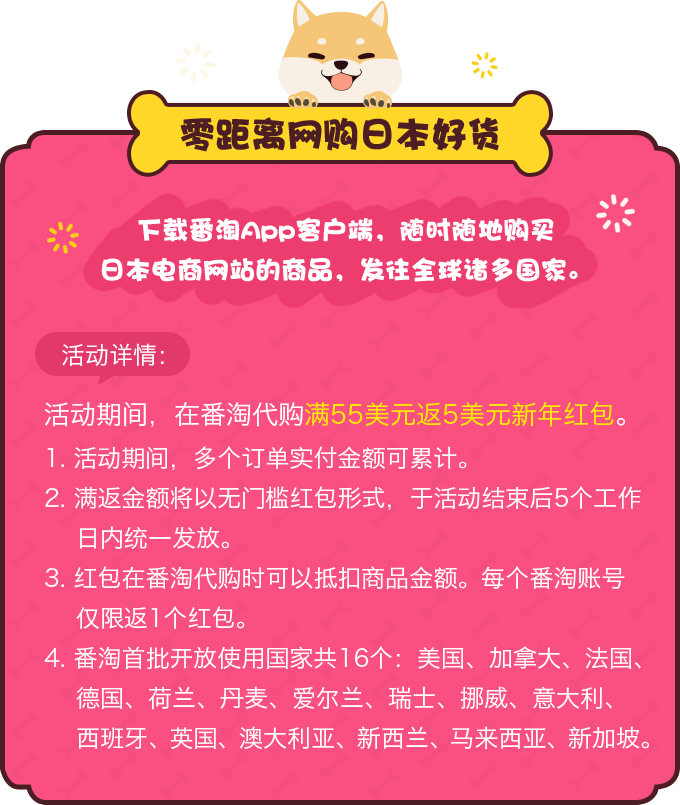 零距离网购日本好货
下载番淘App客户端，随时随地购买
日本电商网站的商品，发往全球诸多国家。
活动详情：
活动期间，在番淘代购满55美元返5美元新年红包。
1. 活动期间，多个订单实付金额可累计。
2. 满返金额将以无门槛红包形式，于活动结束后5个工作
日内统一发放。
3. 红包在番淘代购时可以抵扣商品金额。每个番淘账号
仅限返1个红包。
4. 番淘首批开放使用国家共16个：美国、加拿大、法国、
德国、荷兰、丹麦、爱尔兰、瑞士、挪威、意大利、
西班牙、英国、澳大利亚、新西兰、马来西亚、新加坡。